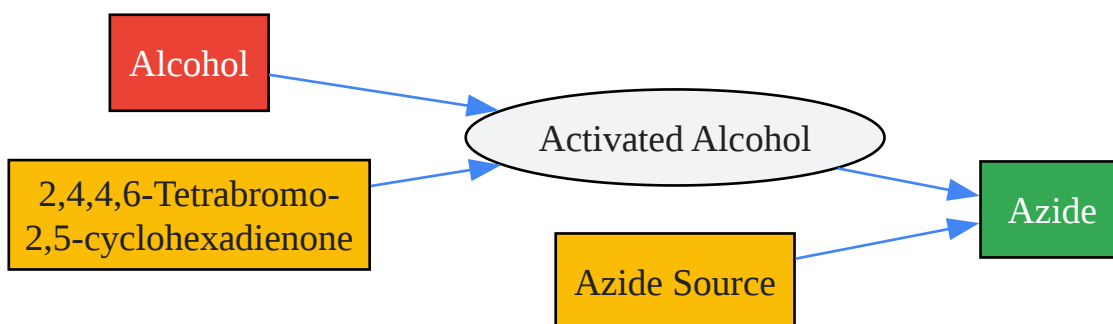 Alcohol
Activated Alcohol
2,4,4,6-Tetrabromo-
2,5-cyclohexadienone
Azide
Azide Source